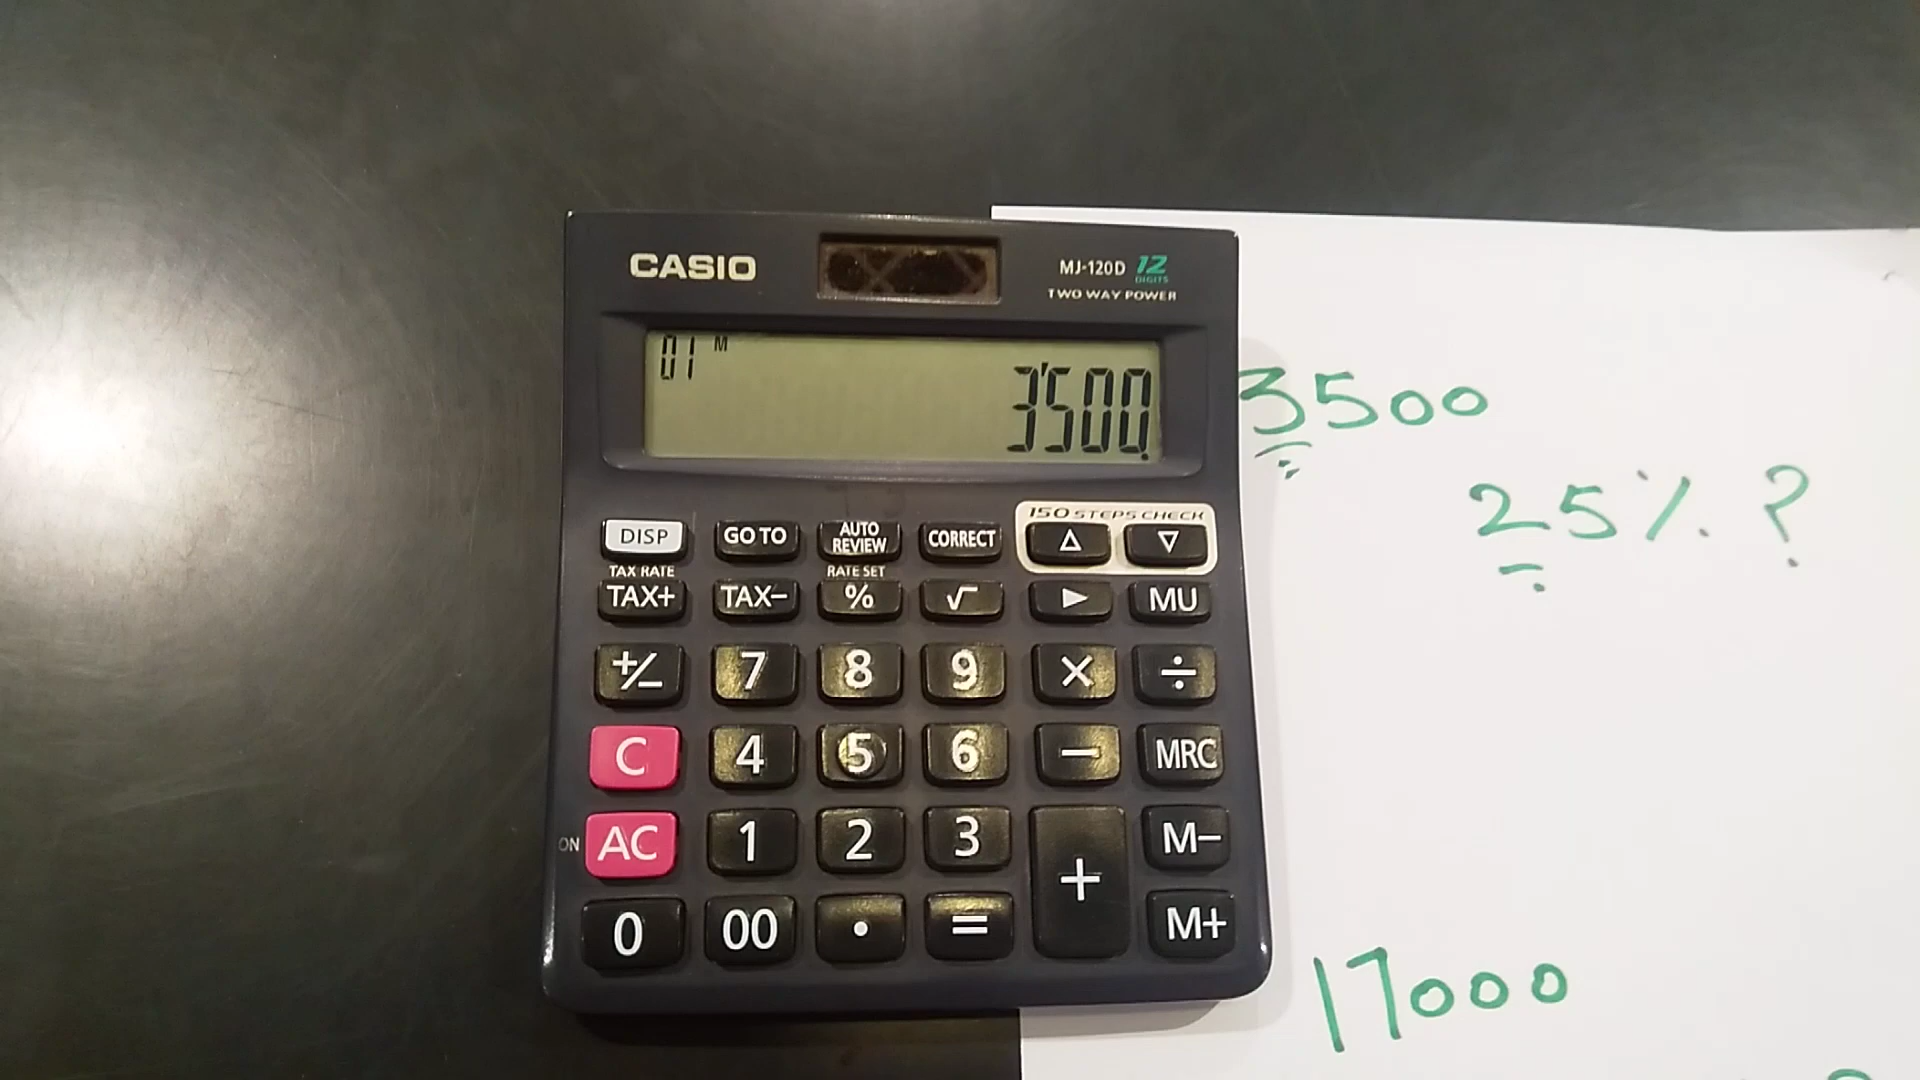 CASIO
MJ-120D 12 DIGITS
TWO WAY POWER
01 M
3'500.
3500
25% ?
150 STEPS CHECK
DISP GO TO AUTO REVIEW CORRECT △ ▽
TAX RATE RATE SET
TAX+ TAX− % √ ▶ MU
+/− 7 8 9 × ÷
C 4 5 6 − MRC
ON AC 1 2 3 + M−
0 00 . = M+
17000